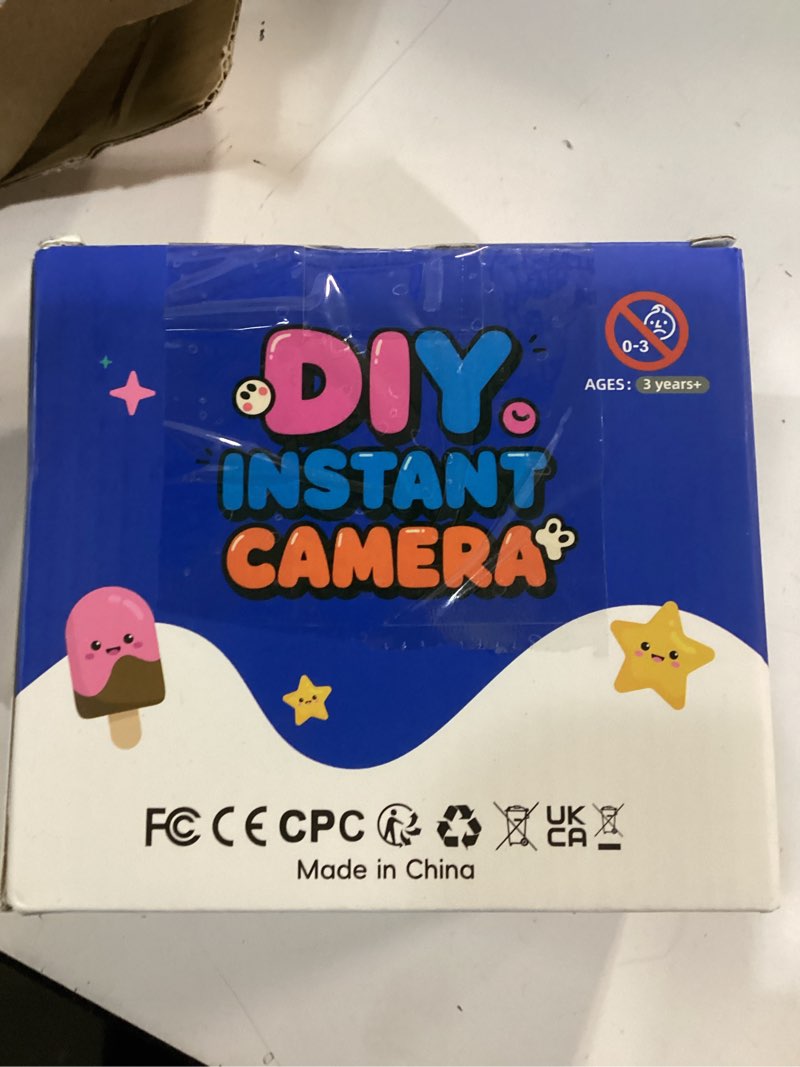 DIY
INSTANT
CAMERA
0-3
AGES: 3 years+
FC CE CPC UK
CA
Made in China